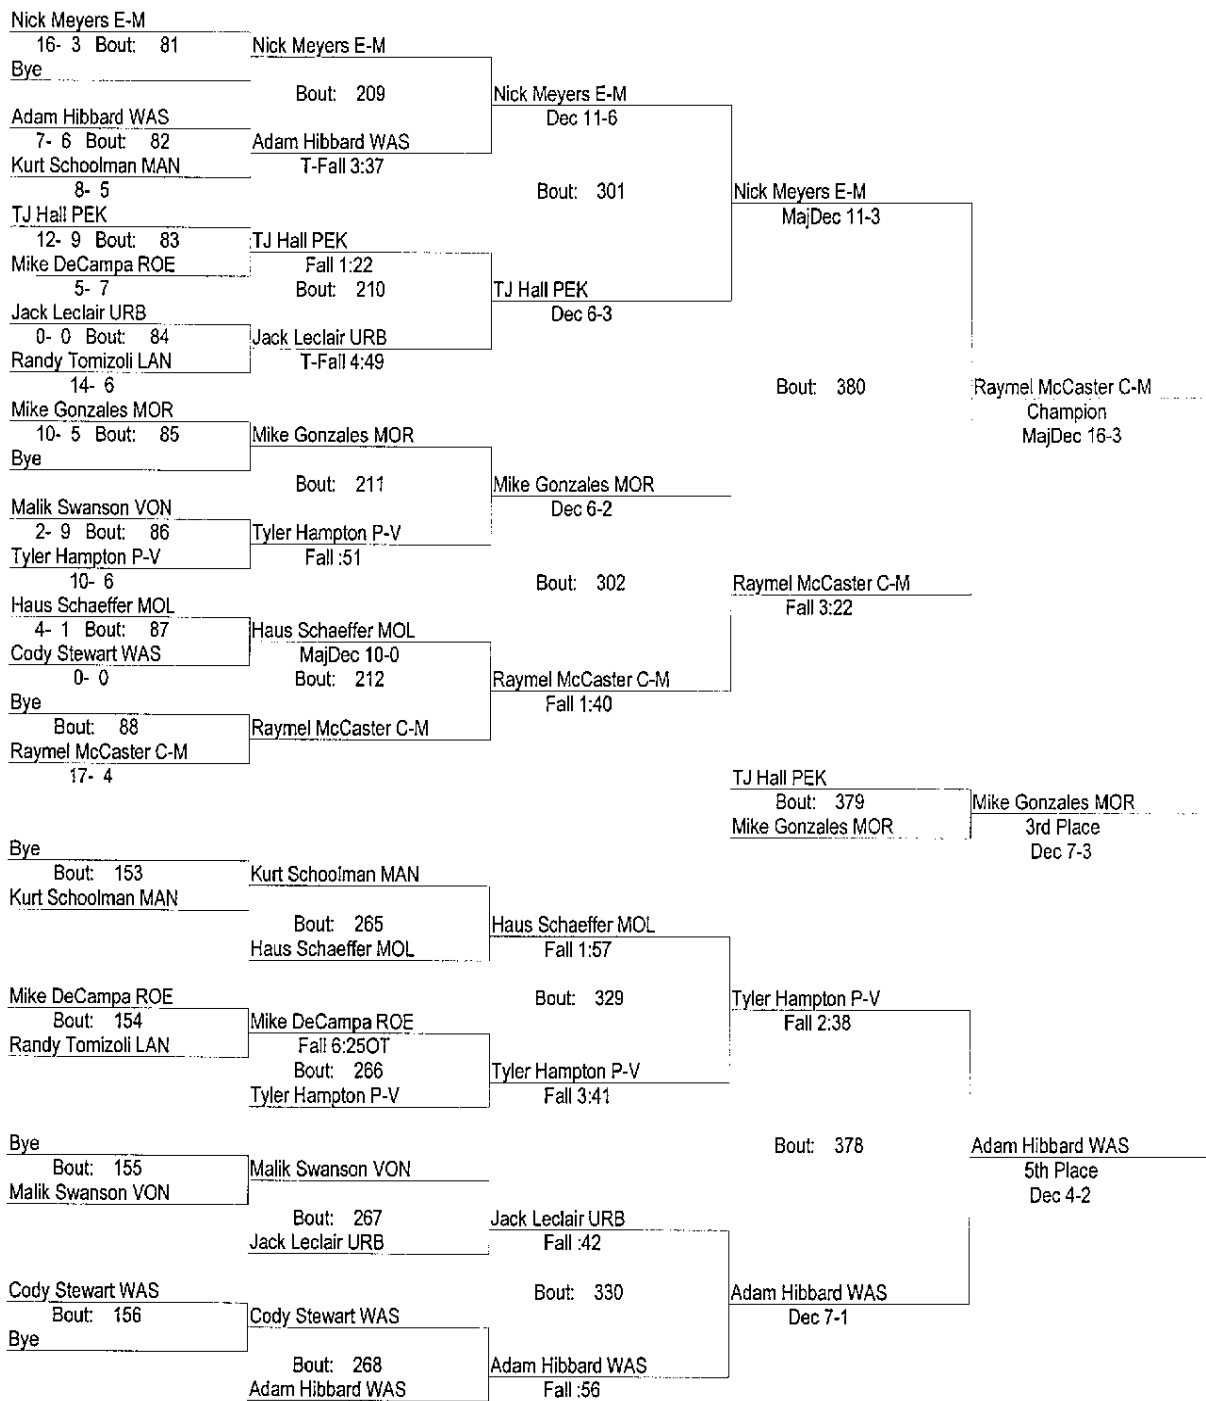 Nick Meyers E-M
16- 3 Bout: 81
Bye
Nick Meyers E-M
Bout: 209
Adam Hibbard WAS
7- 6 Bout: 82
Kurt Schoolman MAN
8- 5
Adam Hibbard WAS
T-Fall 3:37
Nick Meyers E-M
Dec 11-6
Bout: 301
TJ Hall PEK
12- 9 Bout: 83
Mike DeCampa ROE
5- 7
TJ Hall PEK
Fall 1:22
Bout: 210
Jack Leclair URB
0- 0 Bout: 84
Randy Tomizoli LAN
14- 6
Jack Leclair URB
T-Fall 4:49
TJ Hall PEK
Dec 6-3
Nick Meyers E-M
MajDec 11-3
Bout: 380
Raymel McCaster C-M
Champion
MajDec 16-3
Mike Gonzales MOR
10- 5 Bout: 85
Bye
Mike Gonzales MOR
Bout: 211
Malik Swanson VON
2- 9 Bout: 86
Tyler Hampton P-V
10- 6
Tyler Hampton P-V
Fall :51
Mike Gonzales MOR
Dec 6-2
Bout: 302
Haus Schaeffer MOL
4- 1 Bout: 87
Cody Stewart WAS
0- 0
Haus Schaeffer MOL
MajDec 10-0
Bout: 212
Bye
Bout: 88
Raymel McCaster C-M
17- 4
Raymel McCaster C-M
Raymel McCaster C-M
Fall 1:40
Raymel McCaster C-M
Fall 3:22
TJ Hall PEK
Bout: 379
Mike Gonzales MOR
Mike Gonzales MOR
3rd Place
Dec 7-3
Bye
Bout: 153
Kurt Schoolman MAN
Kurt Schoolman MAN
Bout: 265
Haus Schaeffer MOL
Haus Schaeffer MOL
Fall 1:57
Bout: 329
Mike DeCampa ROE
Bout: 154
Randy Tomizoli LAN
Mike DeCampa ROE
Fall 6:25OT
Bout: 266
Tyler Hampton P-V
Tyler Hampton P-V
Fall 3:41
Tyler Hampton P-V
Fall 2:38
Bout: 378
Adam Hibbard WAS
5th Place
Dec 4-2
Bye
Bout: 155
Malik Swanson VON
Malik Swanson VON
Bout: 267
Jack Leclair URB
Jack Leclair URB
Fall :42
Bout: 330
Cody Stewart WAS
Bout: 156
Bye
Cody Stewart WAS
Bout: 268
Adam Hibbard WAS
Adam Hibbard WAS
Fall :56
Adam Hibbard WAS
Dec 7-1